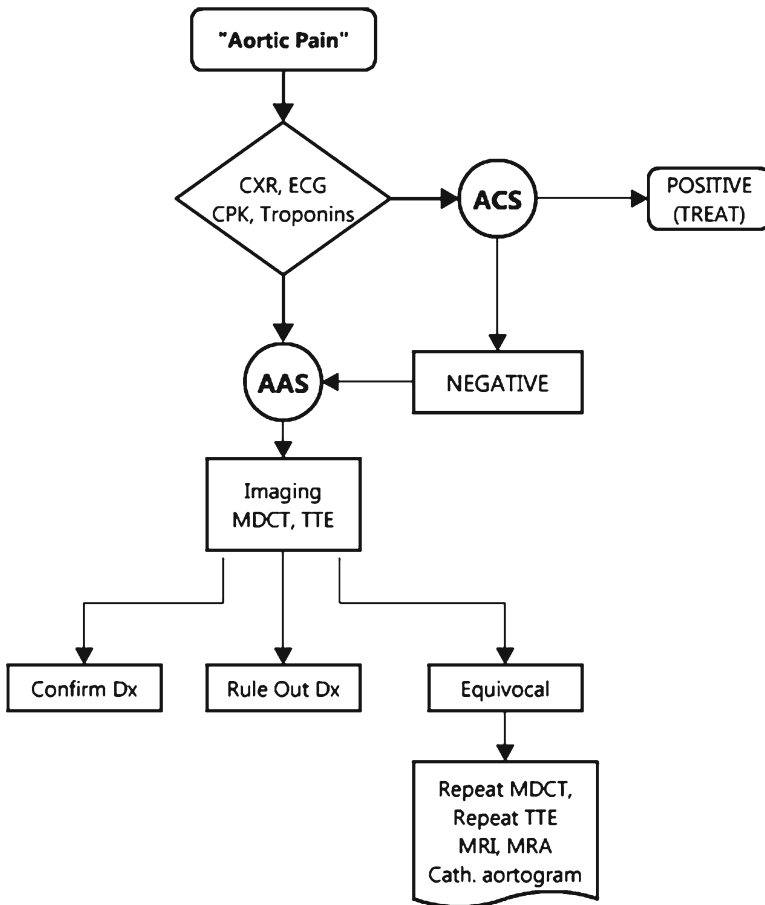 "Aortic Pain"
CXR, ECG
CPK, Troponins
ACS
POSITIVE
(TREAT)
AAS
NEGATIVE
Imaging
MDCT, TTE
Confirm Dx
Rule Out Dx
Equivocal
Repeat MDCT,
Repeat TTE
MRI, MRA
Cath. aortogram